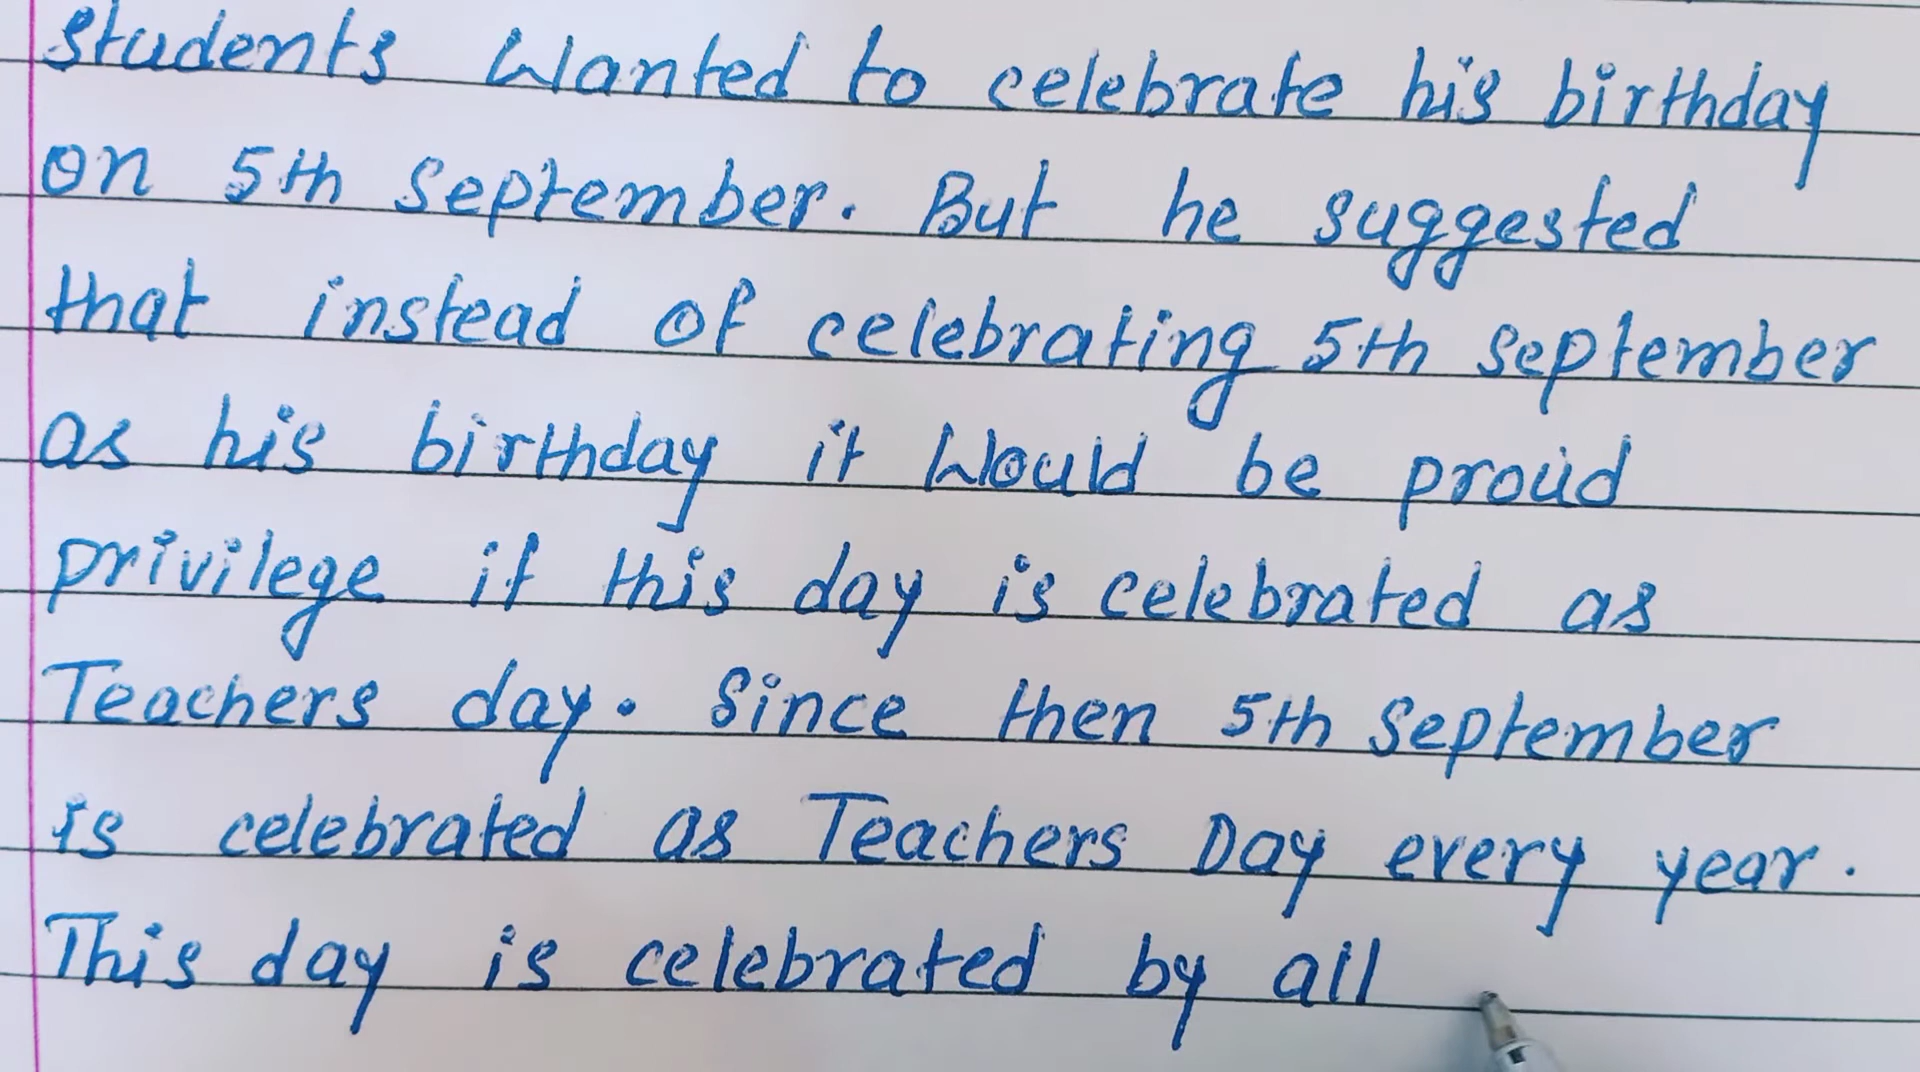 students wanted to celebrate his birthday
on 5th september. But he suggested
that instead of celebrating 5th september
as his birthday it would be proud
privilege if this day is celebrated as
Teachers day. Since then 5th September
is celebrated as Teachers Day every year.
This day is celebrated by all